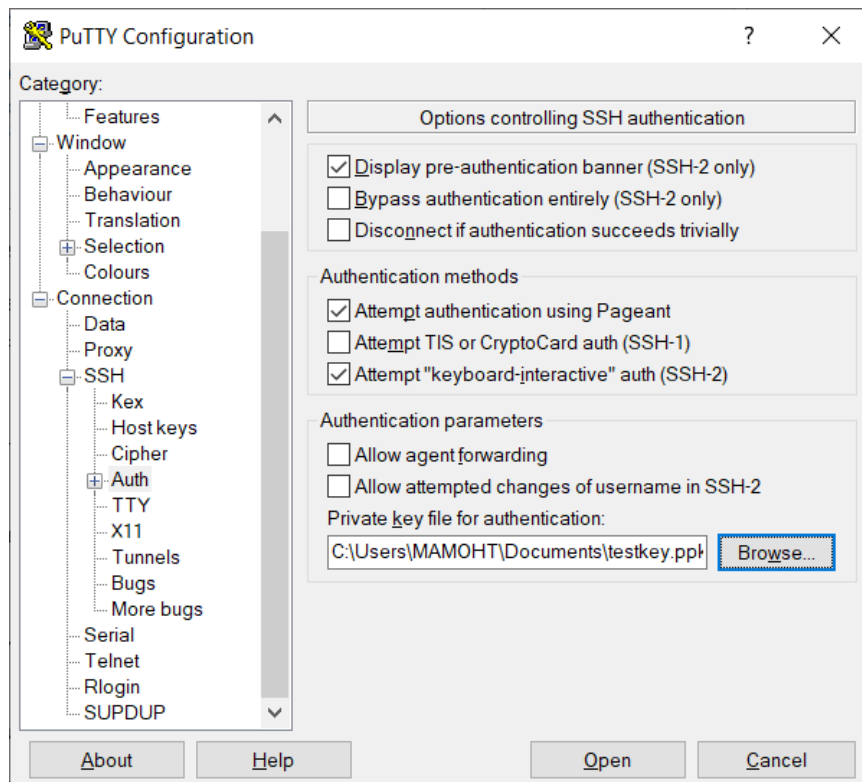 PuTTY Configuration
?
Category:
Features
Window
Appearance
Behaviour
Translation
Selection
Colours
Connection
Data
Proxy
SSH
Kex
Host keys
Cipher
Auth
TTY
X11
Tunnels
Bugs
More bugs
Serial
Telnet
Rlogin
SUPDUP
Options controlling SSH authentication
Display pre-authentication banner (SSH-2 only)
Bypass authentication entirely (SSH-2 only)
Disconnect if authentication succeeds trivially
Authentication methods
Attempt authentication using Pageant
Attempt TIS or CryptoCard auth (SSH-1)
Attempt "keyboard-interactive" auth (SSH-2)
Authentication parameters
Allow agent forwarding
Allow attempted changes of username in SSH-2
Private key file for authentication:
C:\Users\MAMOHT\Documents\testkey.ppk
Browse...
About
Help
Open
Cancel